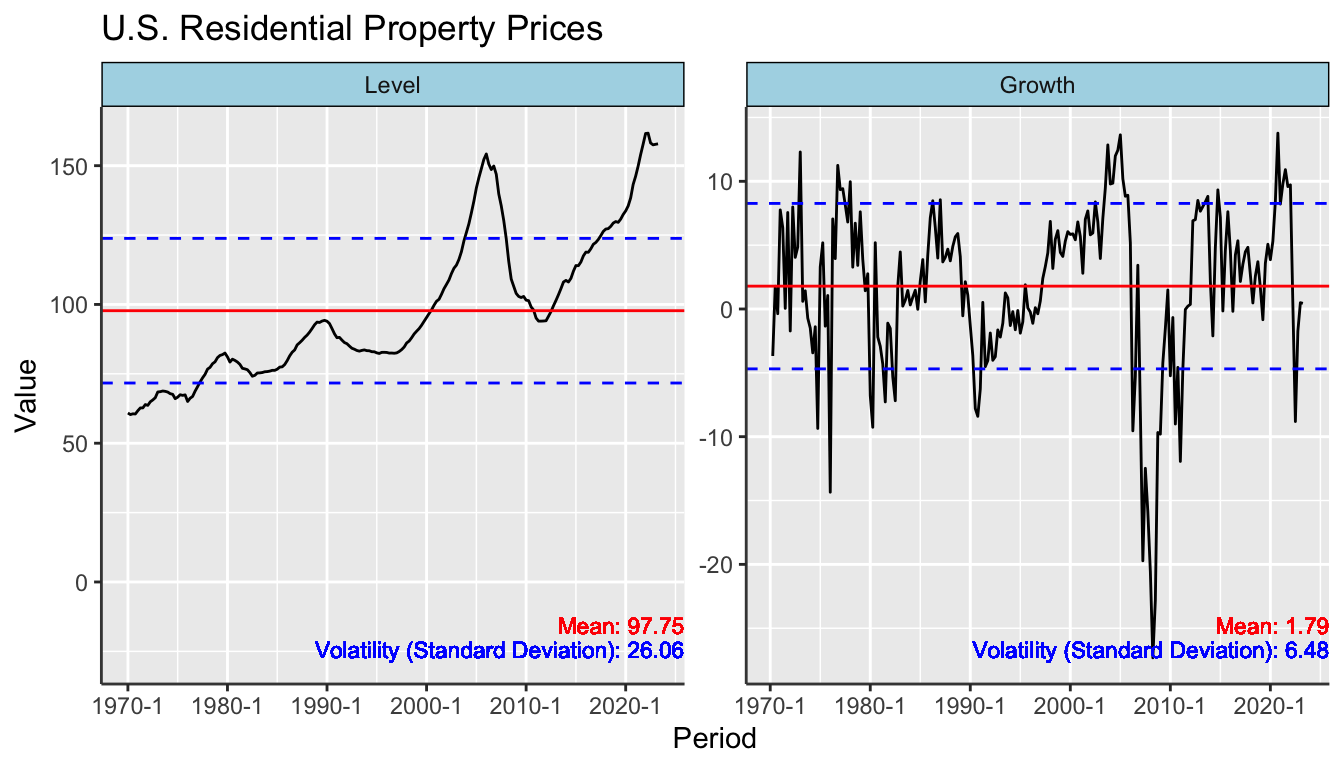 U.S. Residential Property Prices
Level
Growth
Value
150
100
50
0
10
0
-10
-20
Mean: 97.75
Volatility (Standard Deviation): 26.06
Mean: 1.79
Volatility (Standard Deviation): 6.48
1970-1 1980-1 1990-1 2000-1 2010-1 2020-1
1970-1 1980-1 1990-1 2000-1 2010-1 2020-1
Period